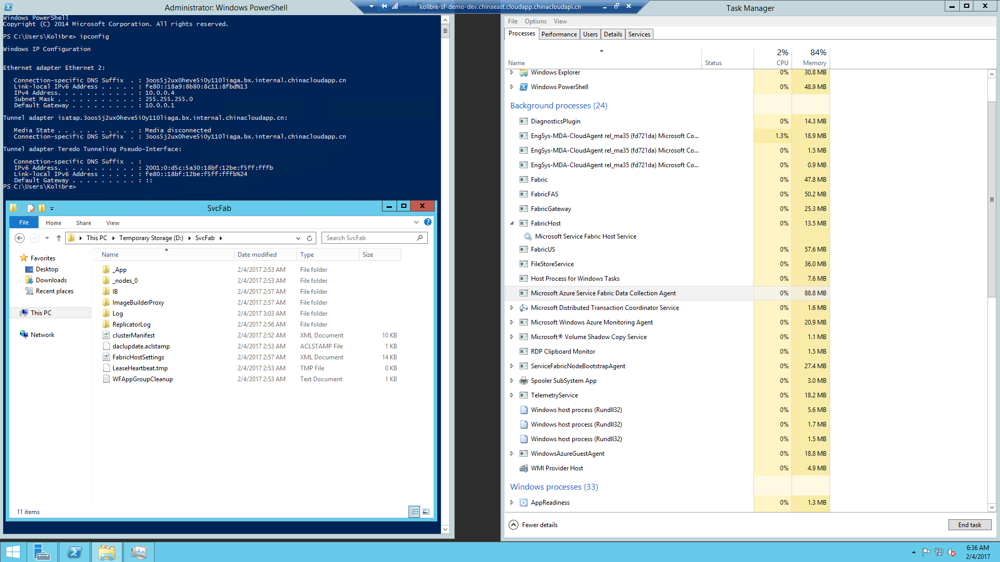 Administrator: Windows PowerShell
Windows PowerShell
Copyright (C) 2014 Microsoft Corporation. All rights reserved.
PS C:\Users\Kolibre> ipconfig
Windows IP Configuration
Ethernet adapter Ethernet 2:
Connection-specific DNS Suffix . : 3oos5j2ux0heve5i0y110liaga.bx.internal.chinacloudapp.cn
Link-local IPv6 Address . . . . . : fe80::18a9:8b80:8c11:8fbd%13
IPv4 Address. . . . . . . . . . . : 10.0.0.4
Subnet Mask . . . . . . . . . . . : 255.255.255.0
Default Gateway . . . . . . . . . : 10.0.0.1
Tunnel adapter isatap.3oos5j2ux0heve5i0y110liaga.bx.internal.chinacloudapp.cn:
Media State . . . . . . . . . . . : Media disconnected
Connection-specific DNS Suffix . : 3oos5j2ux0heve5i0y110liaga.bx.internal.chinacloudapp.cn
Tunnel adapter Teredo Tunneling Pseudo-Interface:
Connection-specific DNS Suffix . :
IPv6 Address. . . . . . . . . . . : 2001:0:d5c:5a30:18bf:12be:f5ff:fffb
Link-local IPv6 Address . . . . . : fe80::18bf:12be:f5ff:fffb%24
Default Gateway . . . . . . . . . : ::
PS C:\Users\Kolibre>
SvcFab
File Home Share View
This PC Temporary Storage (D:) SvcFab
Search SvcFab
Name Date modified Type Size
Favorites
Desktop
Downloads
Recent places
This PC
Network
_App 2/4/2017 2:53 AM File folder
_nodes_0 2/4/2017 2:53 AM File folder
IB 2/4/2017 2:57 AM File folder
ImageBuilderProxy 2/4/2017 2:57 AM File folder
Log 2/4/2017 3:03 AM File folder
ReplicatorLog 2/4/2017 2:56 AM File folder
clusterManifest 2/4/2017 2:52 AM XML Document 10 KB
daclupdate.aclstamp 2/4/2017 2:53 AM ACLSTAMP File 1 KB
FabricHostSettings 2/4/2017 2:57 AM XML Document 14 KB
LeaseHeartbeat.tmp 2/4/2017 2:53 AM TMP File 0 KB
WFAppGroupCleanup 2/4/2017 2:53 AM Text Document 1 KB
11 items
kolibre-sf-demo-dev.chinaeast.cloudapp.chinacloudapi.cn
Task Manager
File Options View
Processes Performance Users Details Services
2% 84%
Name Status CPU Memory
Windows Explorer 0% 30.8 MB
Windows PowerShell 0% 48.9 MB
Background processes (24)
DiagnosticsPlugin 0% 14.3 MB
EngSys-MDA-CloudAgent rel_ma35 (fd721da) Microsoft Co... 1.3% 18.9 MB
EngSys-MDA-CloudAgent rel_ma35 (fd721da) Microsoft Co... 0% 1.5 MB
EngSys-MDA-CloudAgent rel_ma35 (fd721da) Microsoft Co... 0% 0.9 MB
Fabric 0% 47.8 MB
FabricFAS 0% 50.2 MB
FabricGateway 0% 25.3 MB
FabricHost 0% 13.5 MB
Microsoft Service Fabric Host Service
FabricUS 0% 57.6 MB
FileStoreService 0% 36.0 MB
Host Process for Windows Tasks 0% 7.6 MB
Microsoft Azure Service Fabric Data Collection Agent 0% 88.8 MB
Microsoft Distributed Transaction Coordinator Service 0% 1.6 MB
Microsoft Windows Azure Monitoring Agent 0% 20.9 MB
Microsoft® Volume Shadow Copy Service 0% 1.1 MB
RDP Clipboard Monitor 0% 1.5 MB
ServiceFabricNodeBootstrapAgent 0% 27.4 MB
Spooler SubSystem App 0% 3.0 MB
TelemetryService 0% 18.2 MB
Windows host process (Rundll32) 0% 5.6 MB
Windows host process (Rundll32) 0% 1.7 MB
Windows host process (Rundll32) 0% 1.5 MB
WindowsAzureGuestAgent 0% 18.8 MB
WMI Provider Host 0% 4.9 MB
Windows processes (33)
AppReadiness 0% 1.3 MB
Fewer details
End task
6:36 AM
2/4/2017